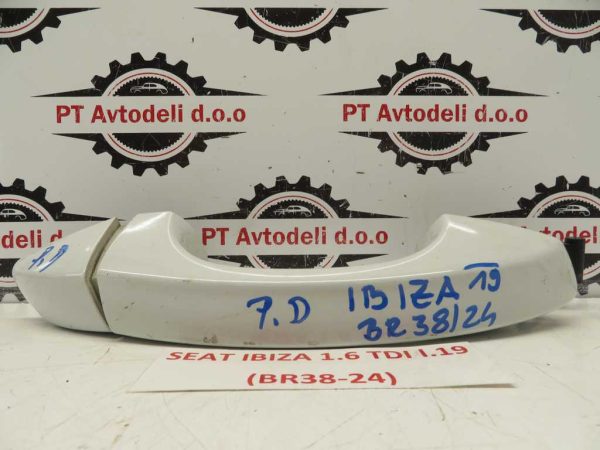 PT Avtodeli d.o.o
PT Avtodeli d.o.o
PT Avtodeli d.o.o
7.D IBIZA 19
BR38/24
SEAT IBIZA 1.6 TDI l.19
(BR38-24)